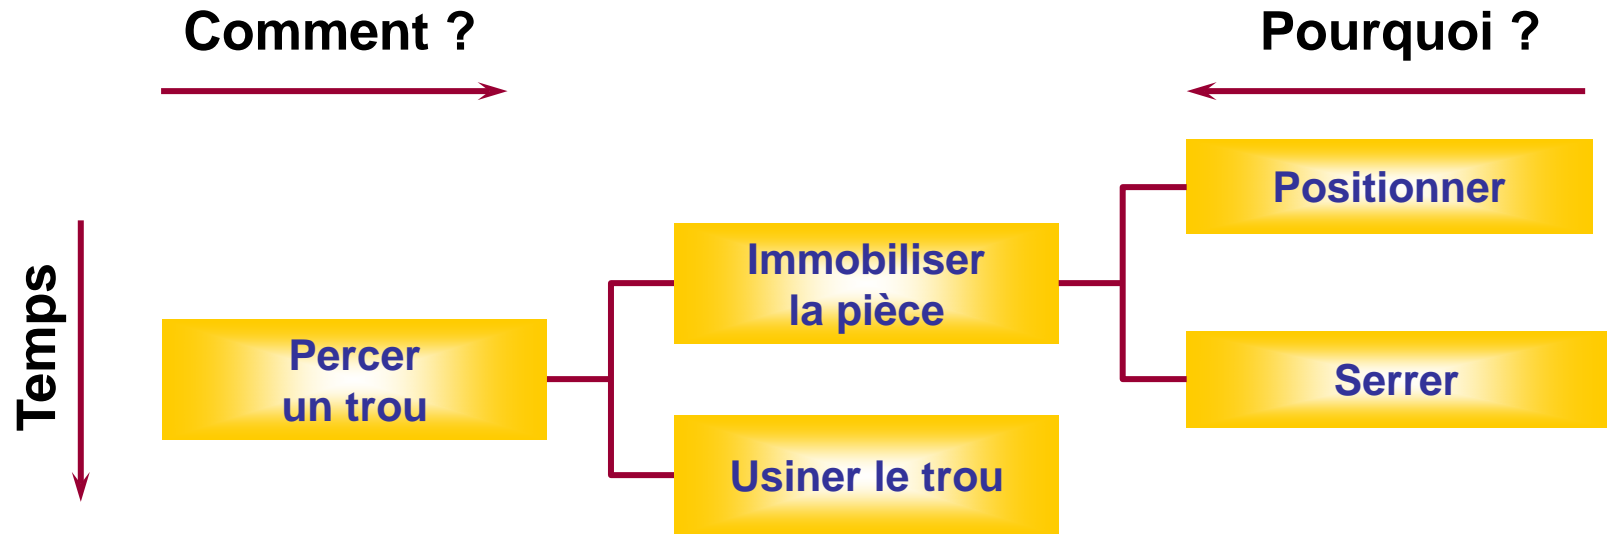 Comment ?
Pourquoi ?
Temps
Percer
un trou
Immobiliser
la pièce
Usiner le trou
Positionner
Serrer